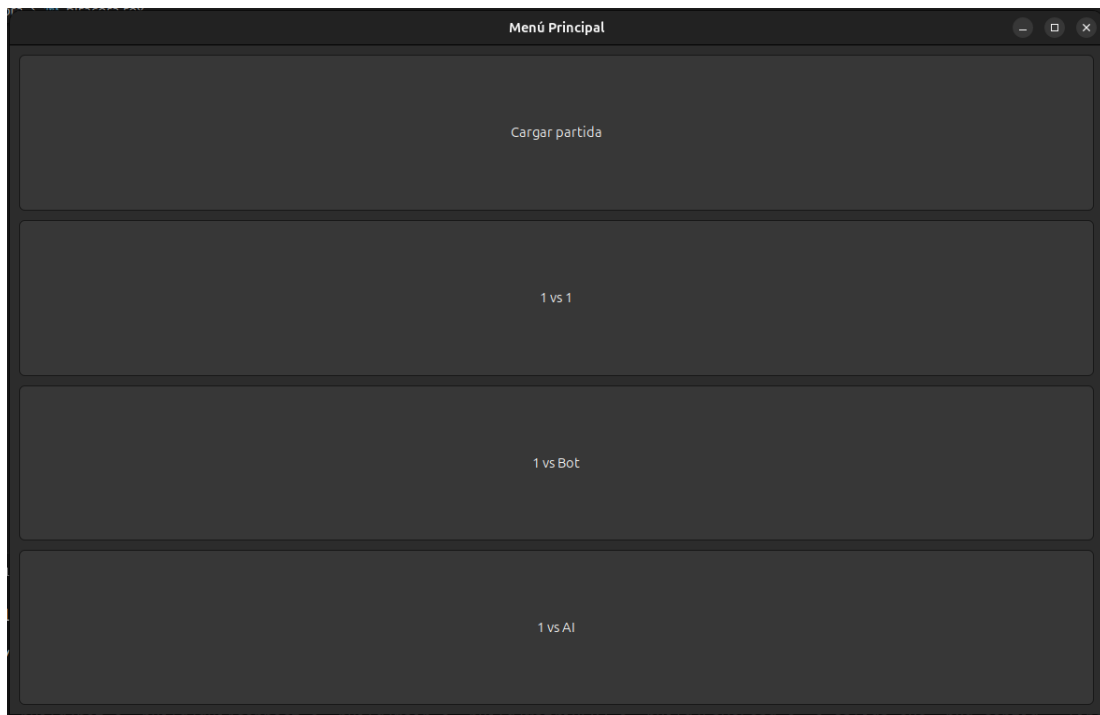 Menú Principal
Cargar partida
1 vs 1
1 vs Bot
1 vs AI